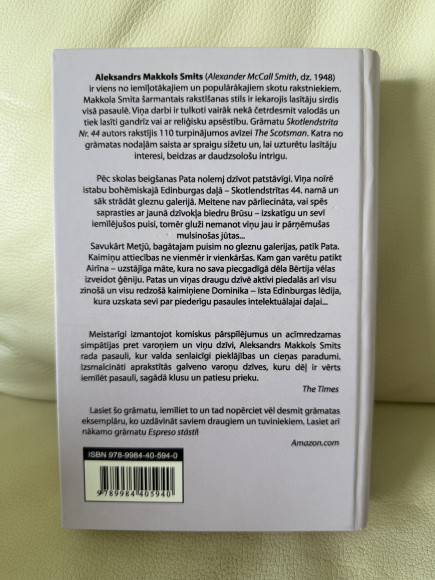 Aleksandrs Makkols Smits (Alexander McCall Smith, dz. 1948)
ir viens no iemīļotākajiem un populārākajiem skotu rakstniekiem.
Makkola Smita šarmantais rakstīšanas stils ir iekarojis lasītāju sirdis
visā pasaulē. Viņa darbi ir tulkoti vairāk nekā četrdesmit valodās un
tiek lasīti gandrīz vai ar reliģisku apsēstību. Grāmatu Skotlendstrīta
Nr. 44 autors rakstījis 110 turpinājumos avīzei The Scotsman. Katra no
grāmatas nodaļām saista ar spraigu sižetu un, lai uzturētu lasītāju
interesi, beidzas ar daudzsološu intrigu.
Pēc skolas beigšanas Pata nolemj dzīvot patstāvīgi. Viņa noīrē
istabu bohēmiskajā Edinburgas daļā – Skotlendstrītas 44. namā un
sāk strādāt gleznu galerijā. Meitene nav pārliecināta, vai spēs
saprasties ar jaunā dzīvokļa biedru Brūsu – izskatīgu un sevī
iemīlējušos puisi, tomēr gluži nemanot viņu jau ir pārņēmušas
mulsinošas jūtas...
Savukārt Metjū, bagātajam puisim no gleznu galerijas, patīk Pata.
Kaimiņu attiecības ne vienmēr ir vienkāršas. Kam gan varētu patikt
Airīna – uzstājīga māte, kura no sava piecgadīgā dēla Bērtija vēlas
izveidot ģēniju. Patas un viņas draugu dzīvē aktīvi piedalās arī visu
zinošā un visu redzošā kaimiņiene Dominika – īsta Edinburgas lēdija,
kura uzskata sevi par piederīgu pasaules intelektuālajai daļai...
Meistarīgi izmantojot komiskus pārspīlējumus un acīmredzamas
simpātijas pret varoņiem un viņu dzīvi, Aleksandrs Makkols Smits
rada pasauli, kur valda senlaicīgi pieklājības un cieņas paradumi.
Izsmalcināti aprakstītās galveno varoņu dzīves, kuru dēļ ir vērts
iemīlēt pasauli, sagādā klusu un patiesu prieku.
The Times
Lasiet šo grāmatu, iemīliet to un tad nopērciet vēl desmit grāmatas
eksemplāru, ko uzdāvināt saviem draugiem un tuviniekiem. Lasiet arī
nākamo grāmatu Espreso stāsti!
Amazon.com
ISBN 978-9984-40-594-0
9 789984 405940